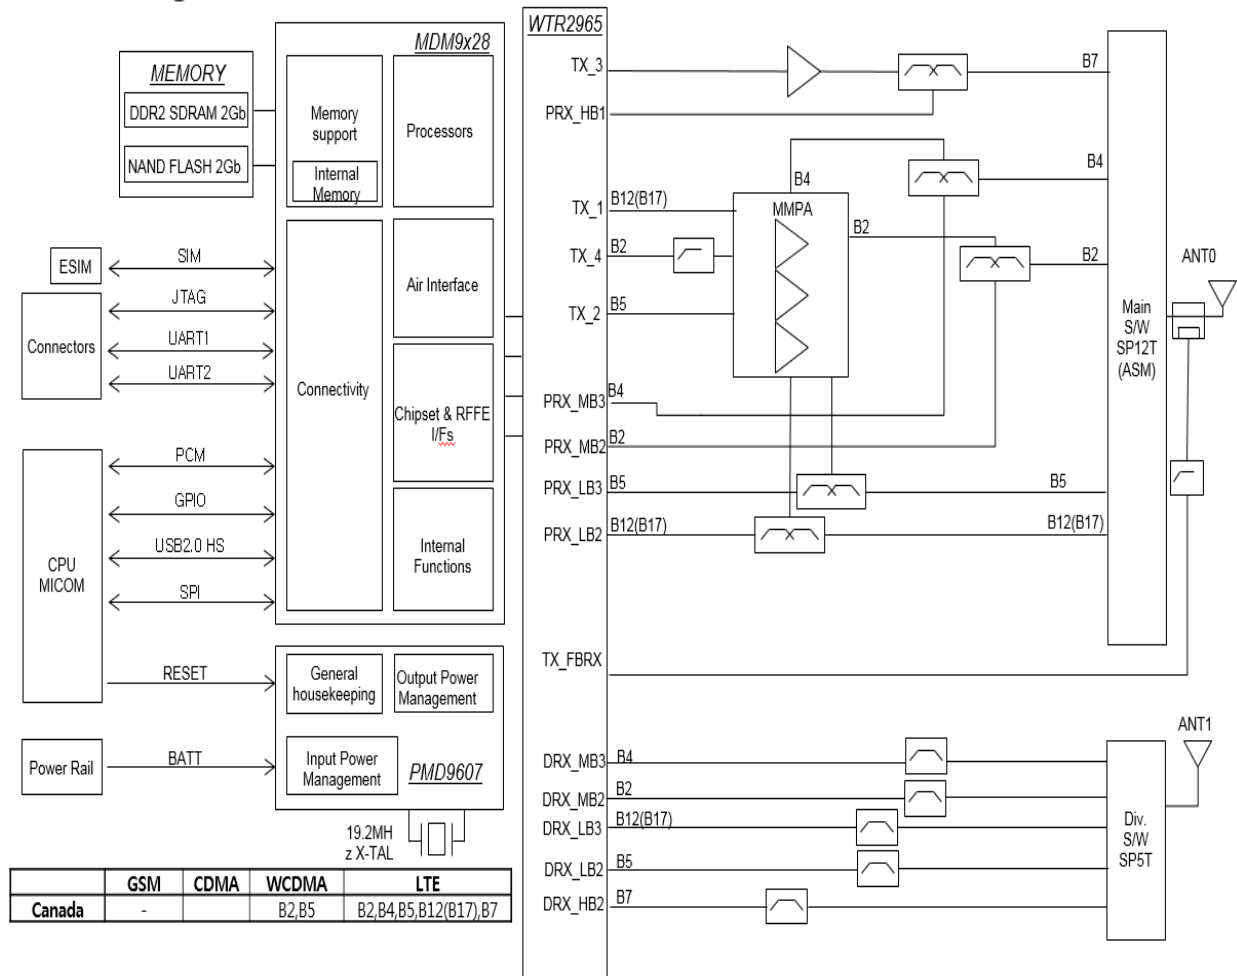 WTR2965
MDM9x28
MEMORY
DDR2 SDRAM 2Gb
NAND FLASH 2Gb
Memory
support
Internal
Memory
Processors
Air Interface
Connectivity
Chipset & RFFE
I/Fs
Internal
Functions
ESIM
SIM
Connectors
JTAG
UART1
UART2
CPU
MICOM
PCM
GPIO
USB2.0 HS
SPI
RESET
Power Rail
BATT
General
housekeeping
Output Power
Management
Input Power
Management
PMD9607
19.2MH
z X-TAL
TX_3
B7
PRX_HB1
B4
B4
TX_1
B12(B17)
MMPA
TX_4
B2
B2
B2
TX_2
B5
PRX_MB3
B4
PRX_MB2
B2
PRX_LB3
B5
B5
PRX_LB2
B12(B17)
B12(B17)
TX_FBRX
Main
S/W
SP12T
(ASM)
ANT0
DRX_MB3
B4
DRX_MB2
B2
DRX_LB3
B12(B17)
DRX_LB2
B5
DRX_HB2
B7
Div.
S/W
SP5T
ANT1
GSM CDMA WCDMA LTE
Canada - B2,B5 B2,B4,B5,B12(B17),B7